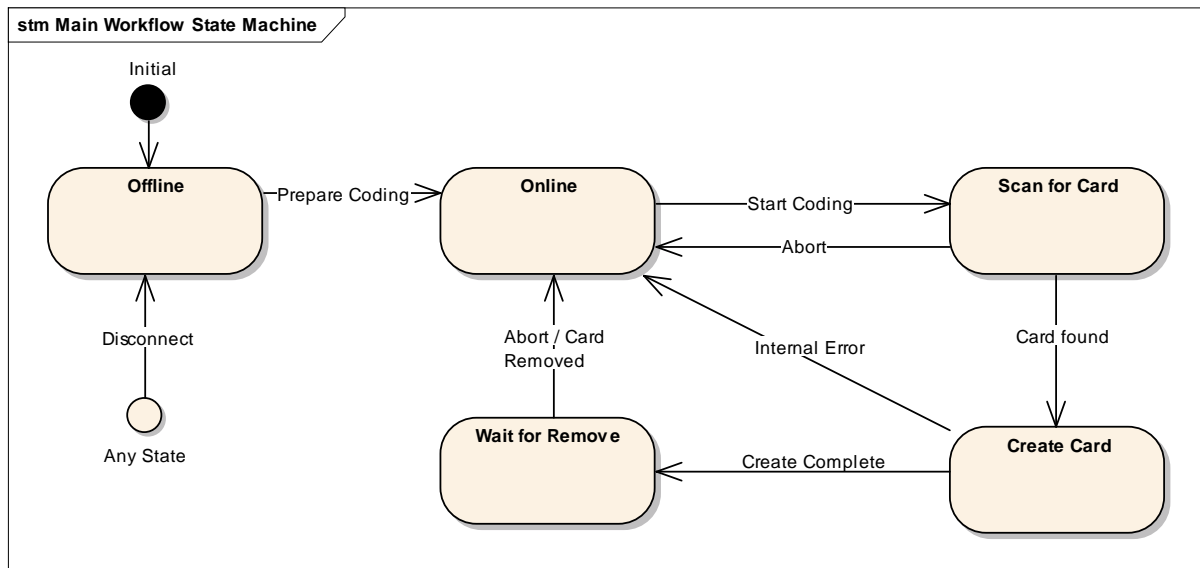 stm Main Workflow State Machine
Initial
Offline
Prepare Coding
Online
Start Coding
Scan for Card
Abort
Disconnect
Abort / Card
Removed
Internal Error
Card found
Any State
Wait for Remove
Create Complete
Create Card